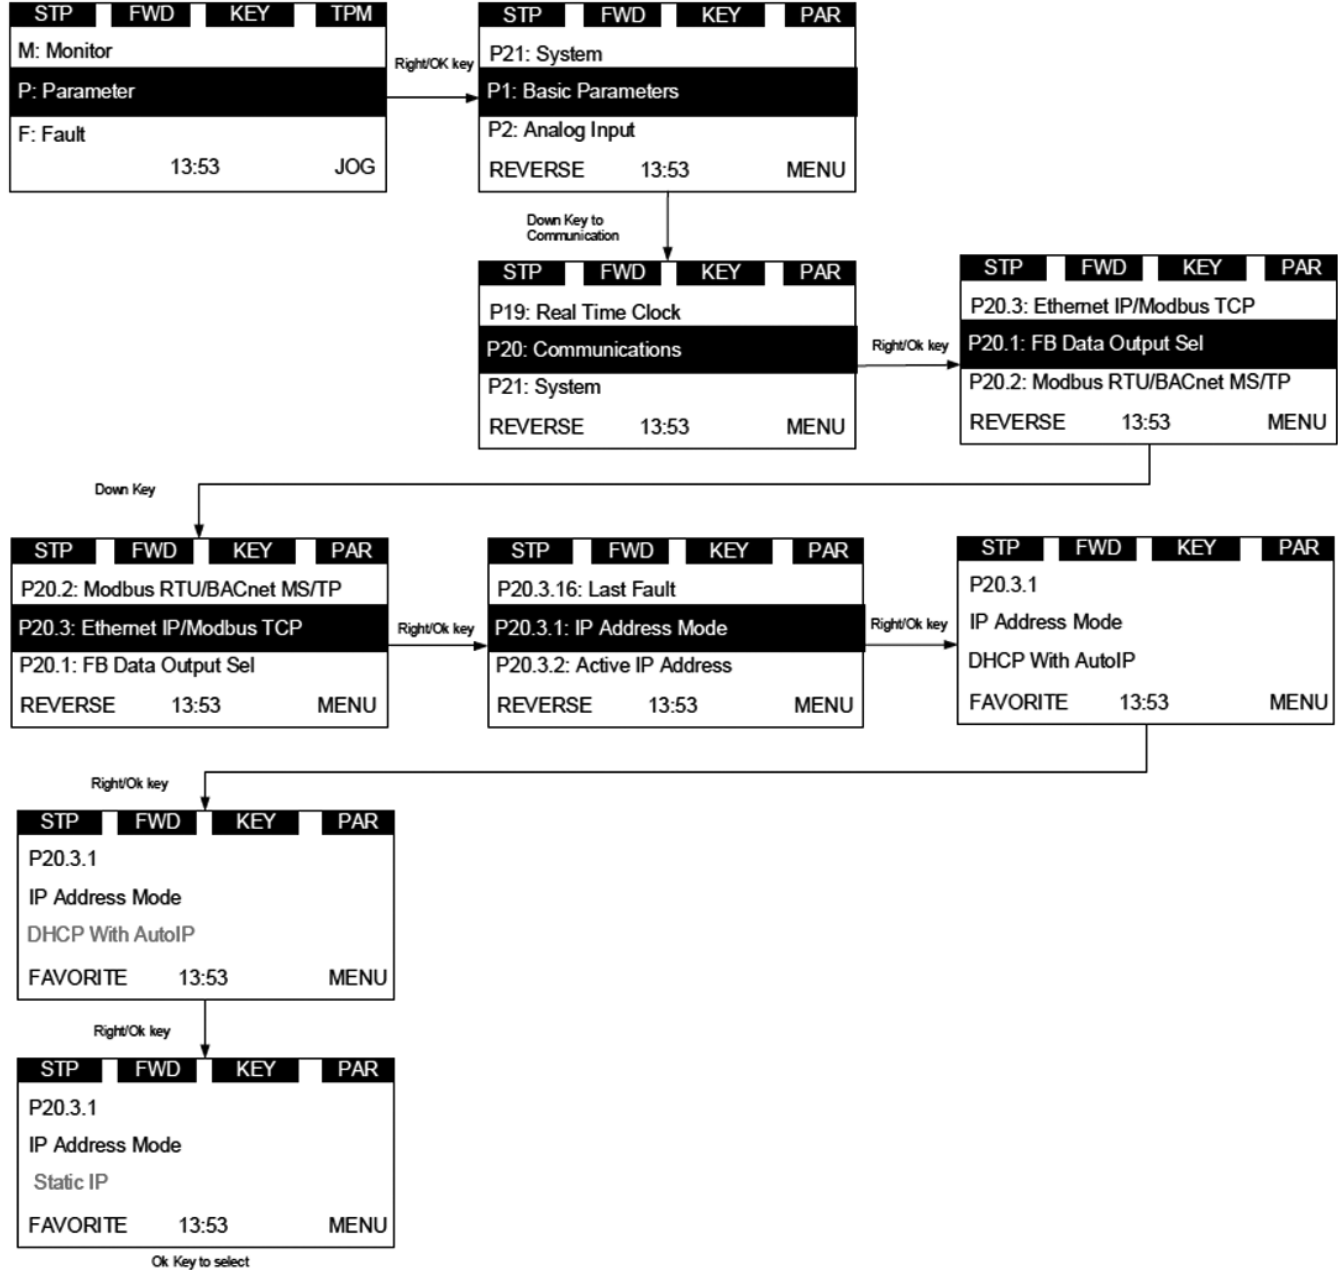 STP FWD KEY TPM
M: Monitor
P: Parameter
F: Fault
13:53 JOG
Right/OK key
STP FWD KEY PAR
P21: System
P1: Basic Parameters
P2: Analog Input
REVERSE 13:53 MENU
Down Key to
Communication
STP FWD KEY PAR
P19: Real Time Clock
P20: Communications
P21: System
REVERSE 13:53 MENU
Right/Ok key
STP FWD KEY PAR
P20.3: Ethernet IP/Modbus TCP
P20.1: FB Data Output Sel
P20.2: Modbus RTU/BACnet MS/TP
REVERSE 13:53 MENU
Down Key
STP FWD KEY PAR
P20.2: Modbus RTU/BACnet MS/TP
P20.3: Ethernet IP/Modbus TCP
P20.1: FB Data Output Sel
REVERSE 13:53 MENU
Right/Ok key
STP FWD KEY PAR
P20.3.16: Last Fault
P20.3.1: IP Address Mode
P20.3.2: Active IP Address
REVERSE 13:53 MENU
Right/Ok key
STP FWD KEY PAR
P20.3.1
IP Address Mode
DHCP With AutoIP
FAVORITE 13:53 MENU
Right/Ok key
STP FWD KEY PAR
P20.3.1
IP Address Mode
DHCP With AutoIP
FAVORITE 13:53 MENU
Right/Ok key
STP FWD KEY PAR
P20.3.1
IP Address Mode
Static IP
FAVORITE 13:53 MENU
Ok Key to select